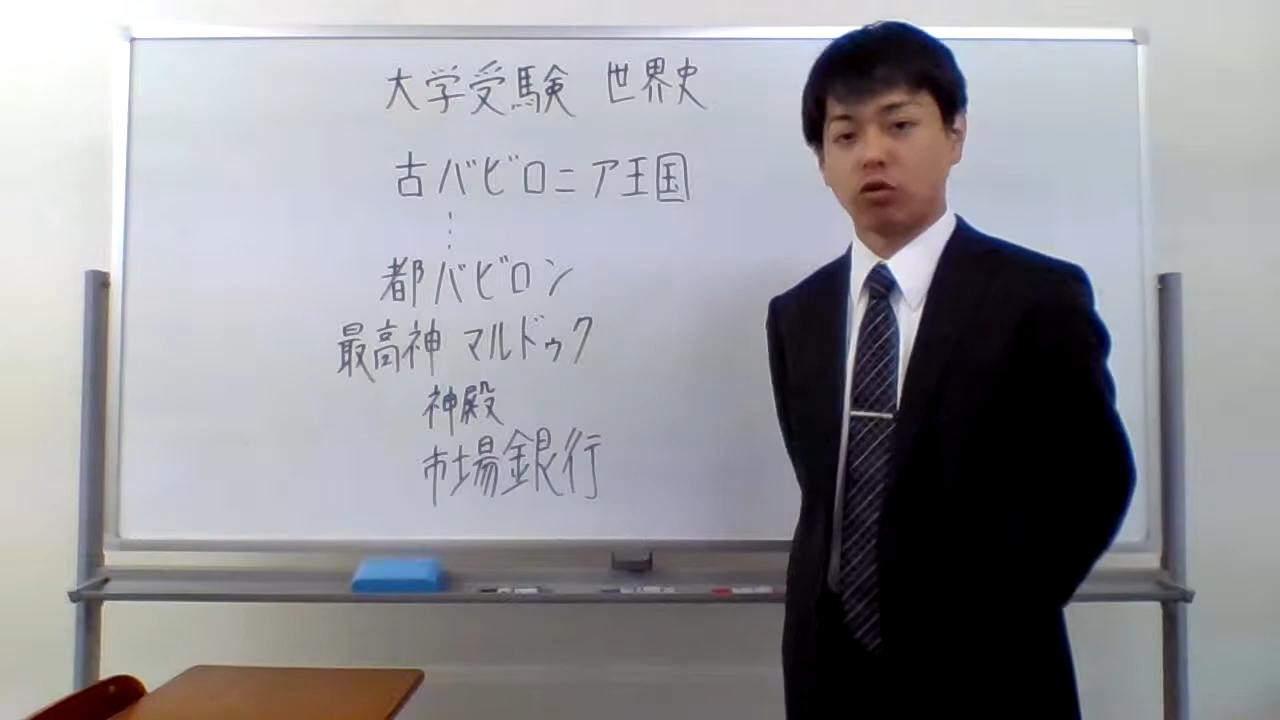 大学受験 世界史
古バビロニア王国
⋮
都バビロン
最高神 マルドゥク
神殿
市場銀行